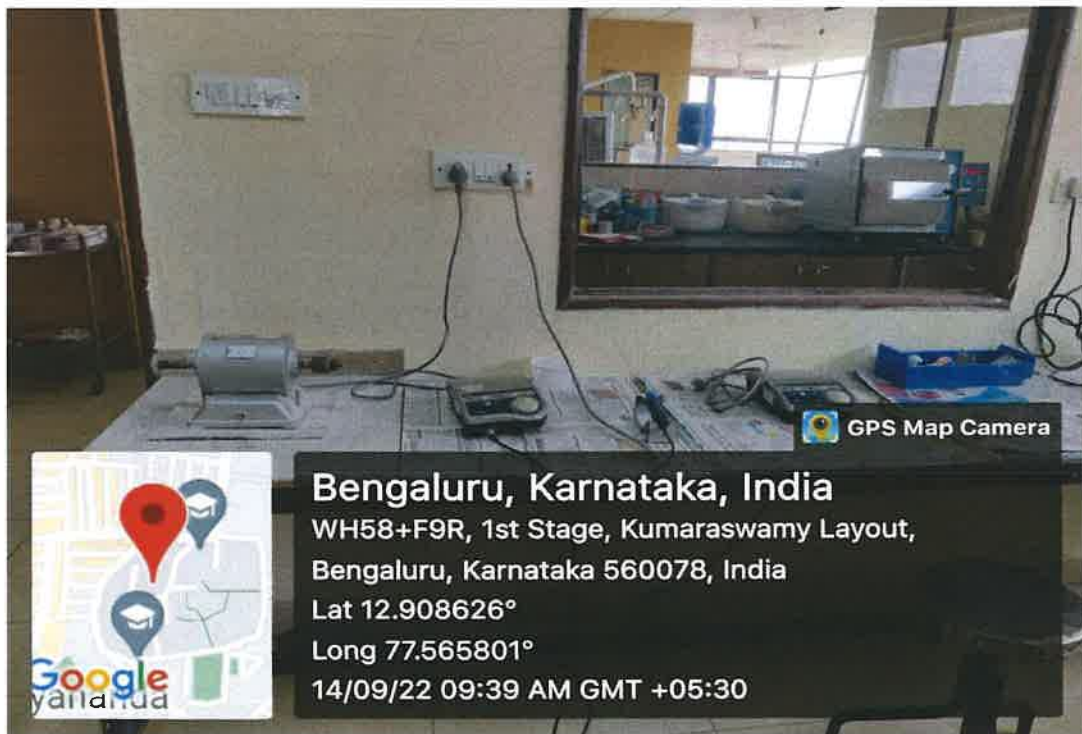 GPS Map Camera
Bengaluru, Karnataka, India
WH58+F9R, 1st Stage, Kumaraswamy Layout,
Bengaluru, Karnataka 560078, India
Lat 12.908626°
Long 77.565801°
14/09/22 09:39 AM GMT +05:30
Google